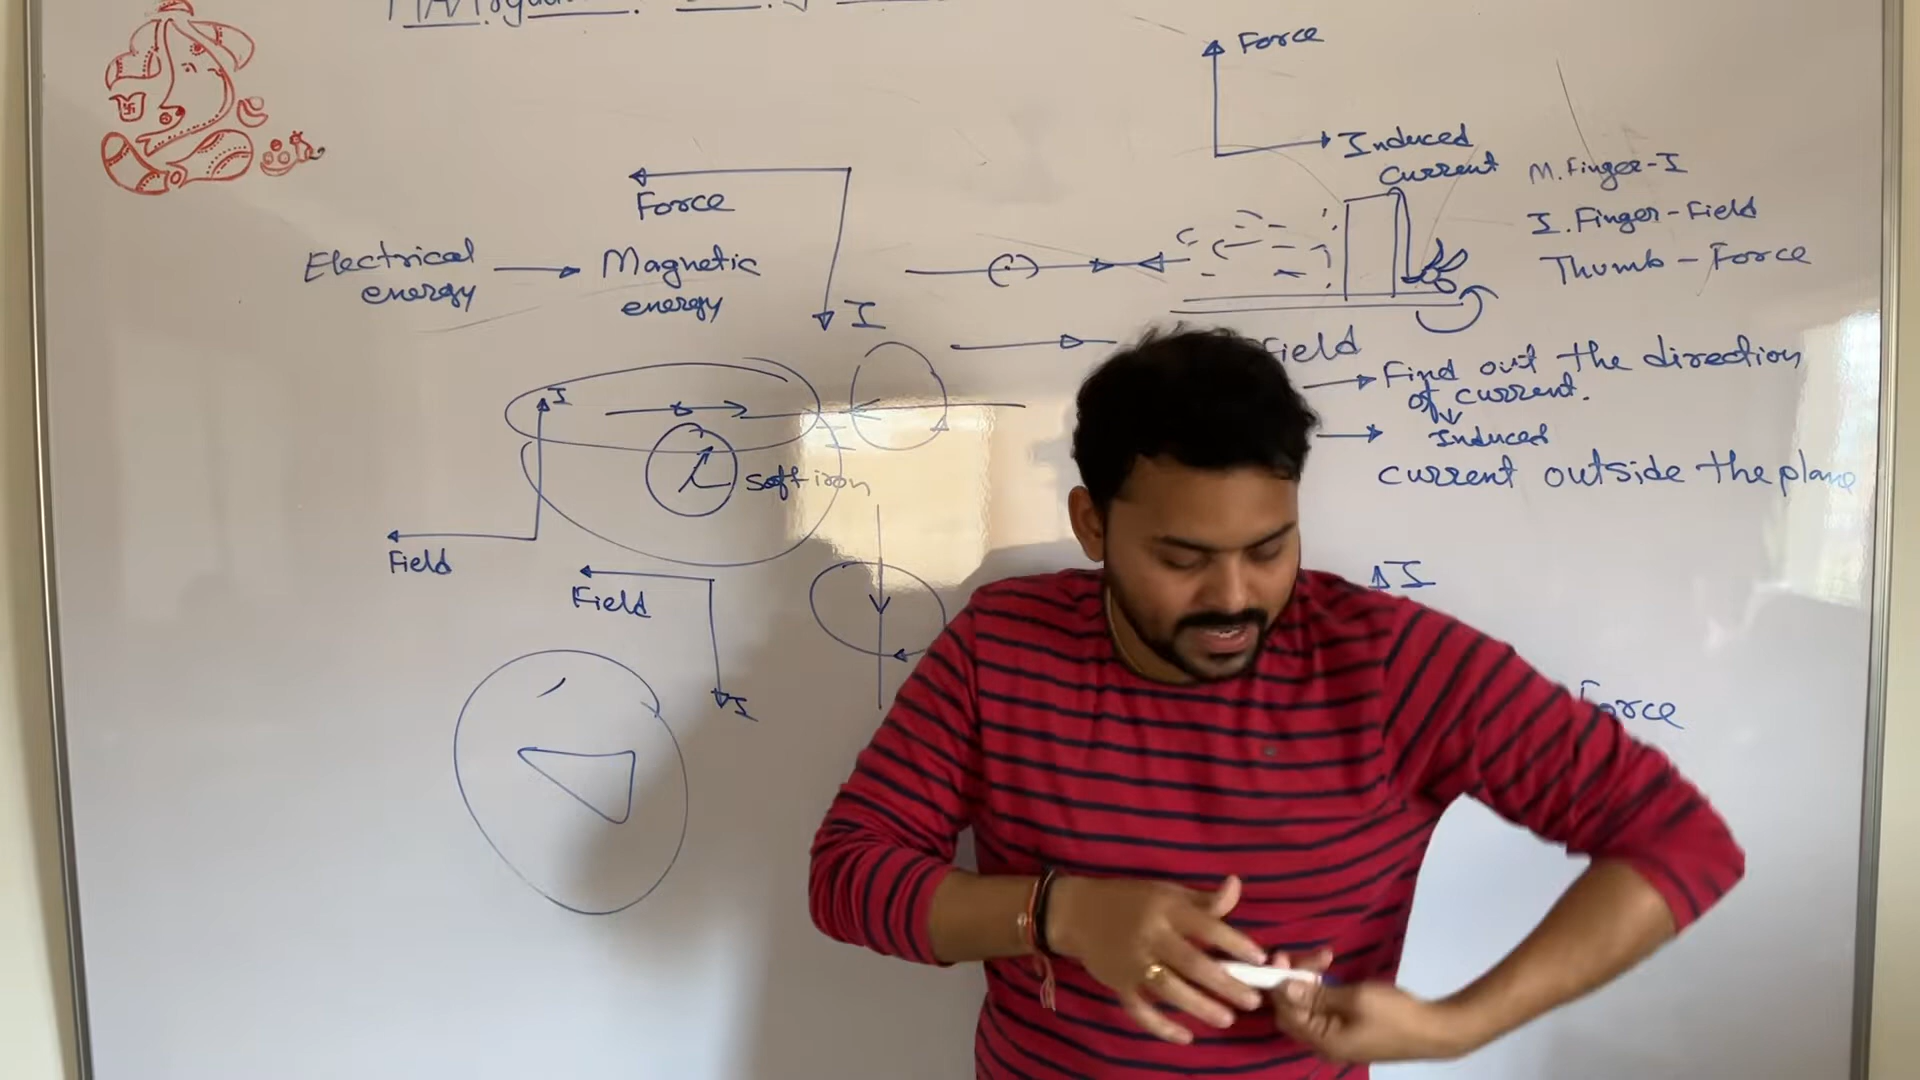 Force
Induced
current
M.Finger-I
I.Finger-Field
Thumb-Force
Force
Electrical
energy
Magnetic
energy
I
Field
Find out the direction
of current.
Induced
current outside the plane
I
soft iron
Field
Field
I
I
Force